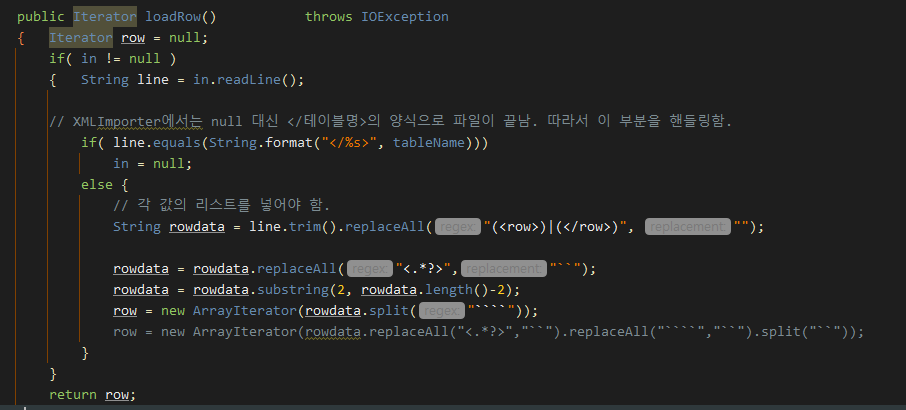 public Iterator loadRow()           throws IOException
{   Iterator row = null;
    if( in != null )
    {   String line = in.readLine();
    // XMLImporter에서는 null 대신 </테이블명>의 양식으로 파일이 끝남. 따라서 이 부분을 핸들링함.
        if( line.equals(String.format("</%s>", tableName)))
            in = null;
        else {
            // 각 값의 리스트를 넣어야 함.
            String rowdata = line.trim().replaceAll( regex: "(<row>)|(</row>)", replacement: "");
            rowdata = rowdata.replaceAll( regex: "<.*?>", replacement: "``");
            rowdata = rowdata.substring(2, rowdata.length()-2);
            row = new ArrayIterator(rowdata.split( regex: "````"));
            row = new ArrayIterator(rowdata.replaceAll("<.*?>","``").replaceAll("````","``").split("``"));
        }
    }
    return row;